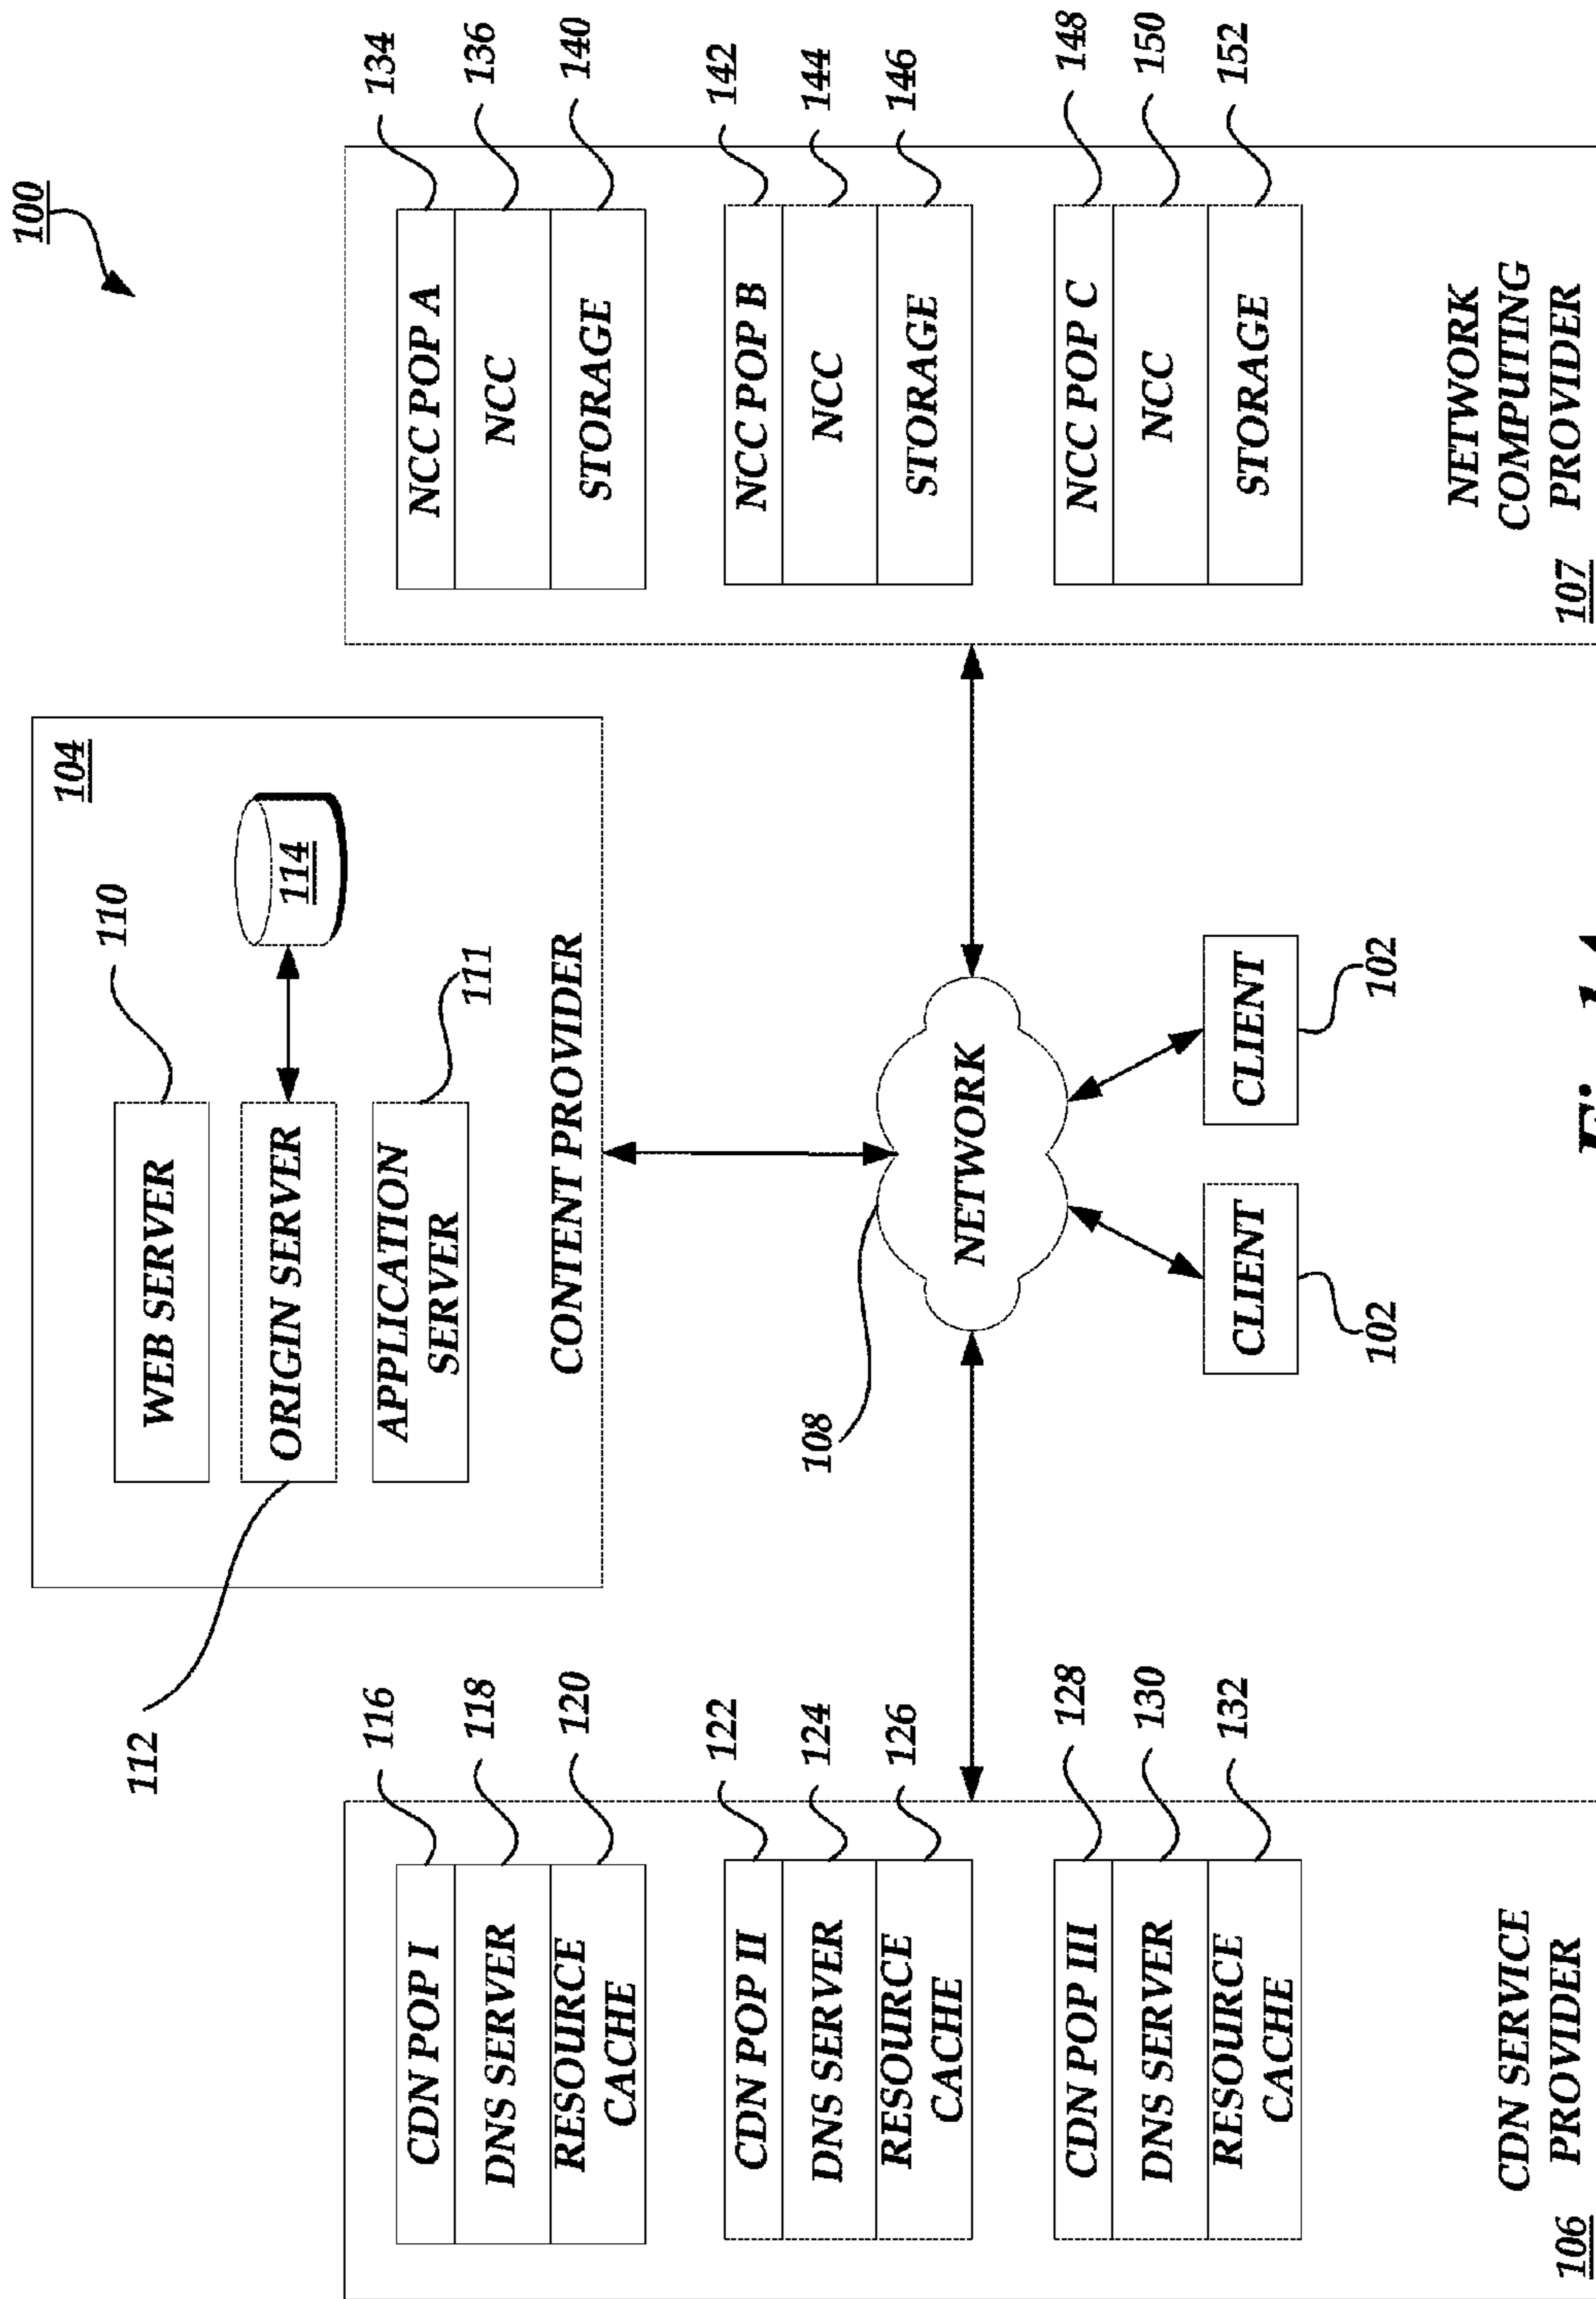 100
104
WEB SERVER
110
112
ORIGIN SERVER
114
APPLICATION
SERVER
111
CONTENT PROVIDER
CDN POP I
116
DNS SERVER
118
RESOURCE
CACHE
120
CDN POP II
122
DNS SERVER
124
RESOURCE
CACHE
126
CDN POP III
128
DNS SERVER
130
RESOURCE
CACHE
132
CDN SERVICE
PROVIDER
106
108
NETWORK
CLIENT
102
CLIENT
102
NCC POP A
134
NCC
136
STORAGE
140
NCC POP B
142
NCC
144
STORAGE
146
NCC POP C
148
NCC
150
STORAGE
152
NETWORK
COMPUTING
PROVIDER
107